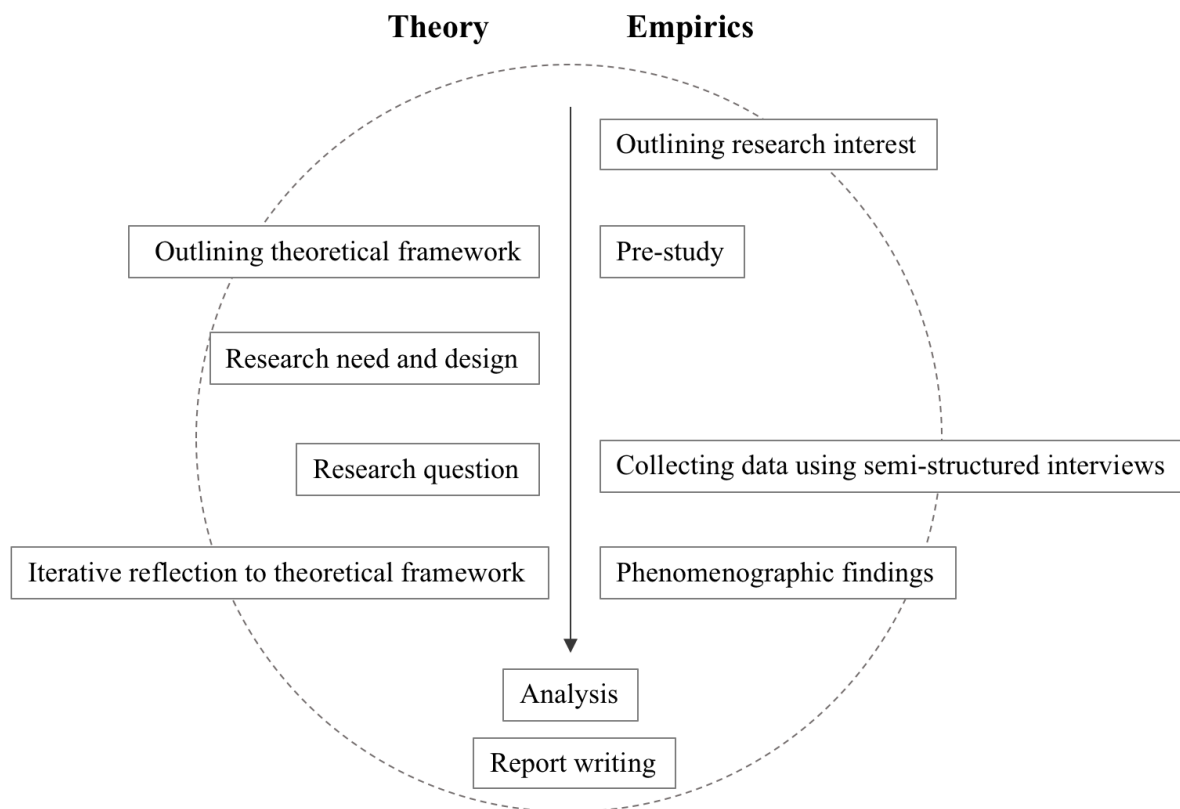 Theory
Empirics
Outlining research interest
Outlining theoretical framework
Pre-study
Research need and design
Research question
Collecting data using semi-structured interviews
Iterative reflection to theoretical framework
Phenomenographic findings
Analysis
Report writing